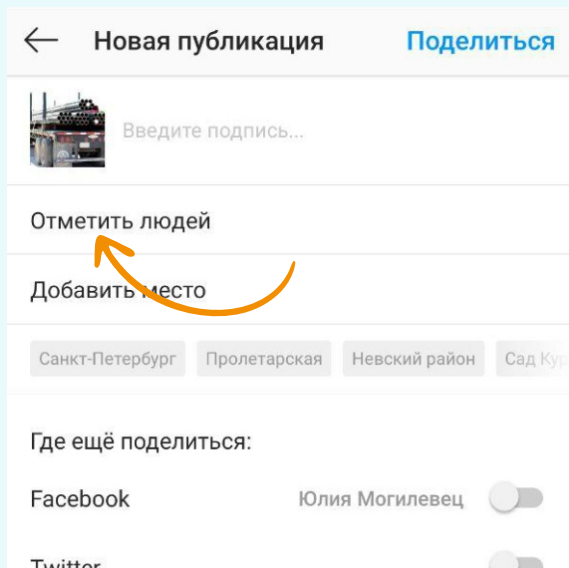 Новая публикация Поделиться
Введите подпись...
Отметить людей
Добавить место
Санкт-Петербург Пролетарская Невский район Сад
Где ещё поделиться:
Facebook Юлия Могилевец
Twitter